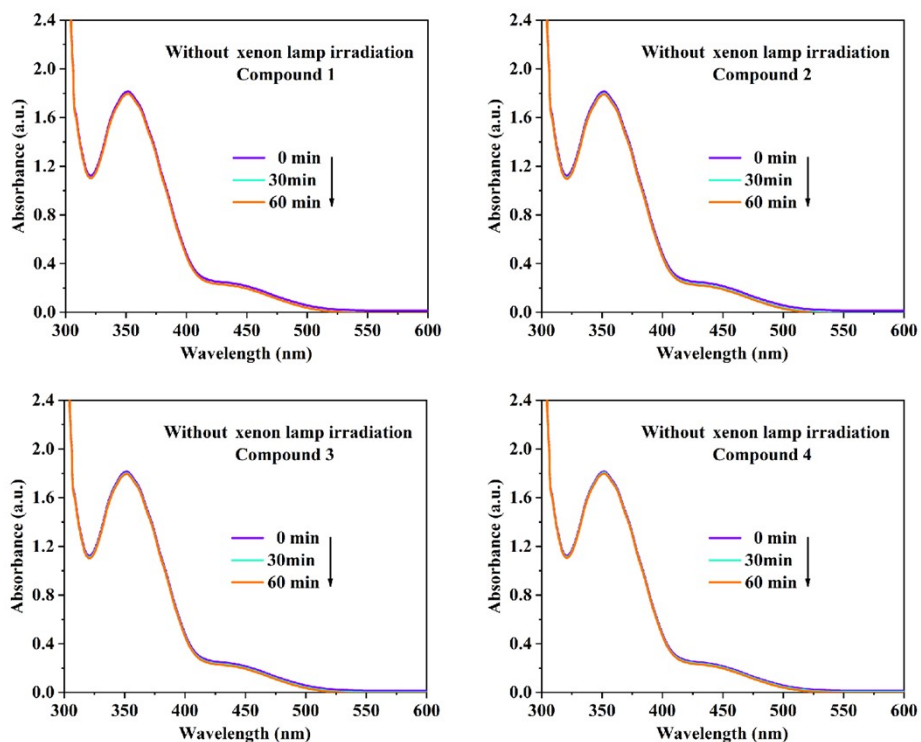 2.4
2.0
1.6
1.2
0.8
0.4
0.0
Absorbance (a.u.)
Without xenon lamp irradiation
Compound 1
0 min
30min
60 min
300 350 400 450 500 550 600
Wavelength (nm)
2.4
2.0
1.6
1.2
0.8
0.4
0.0
Absorbance (a.u.)
Without xenon lamp irradiation
Compound 2
0 min
30min
60 min
300 350 400 450 500 550 600
Wavelength (nm)
2.4
2.0
1.6
1.2
0.8
0.4
0.0
Absorbance (a.u.)
Without xenon lamp irradiation
Compound 3
0 min
30min
60 min
300 350 400 450 500 550 600
Wavelength (nm)
2.4
2.0
1.6
1.2
0.8
0.4
0.0
Absorbance (a.u.)
Without xenon lamp irradiation
Compound 4
0 min
30min
60 min
300 350 400 450 500 550 600
Wavelength (nm)